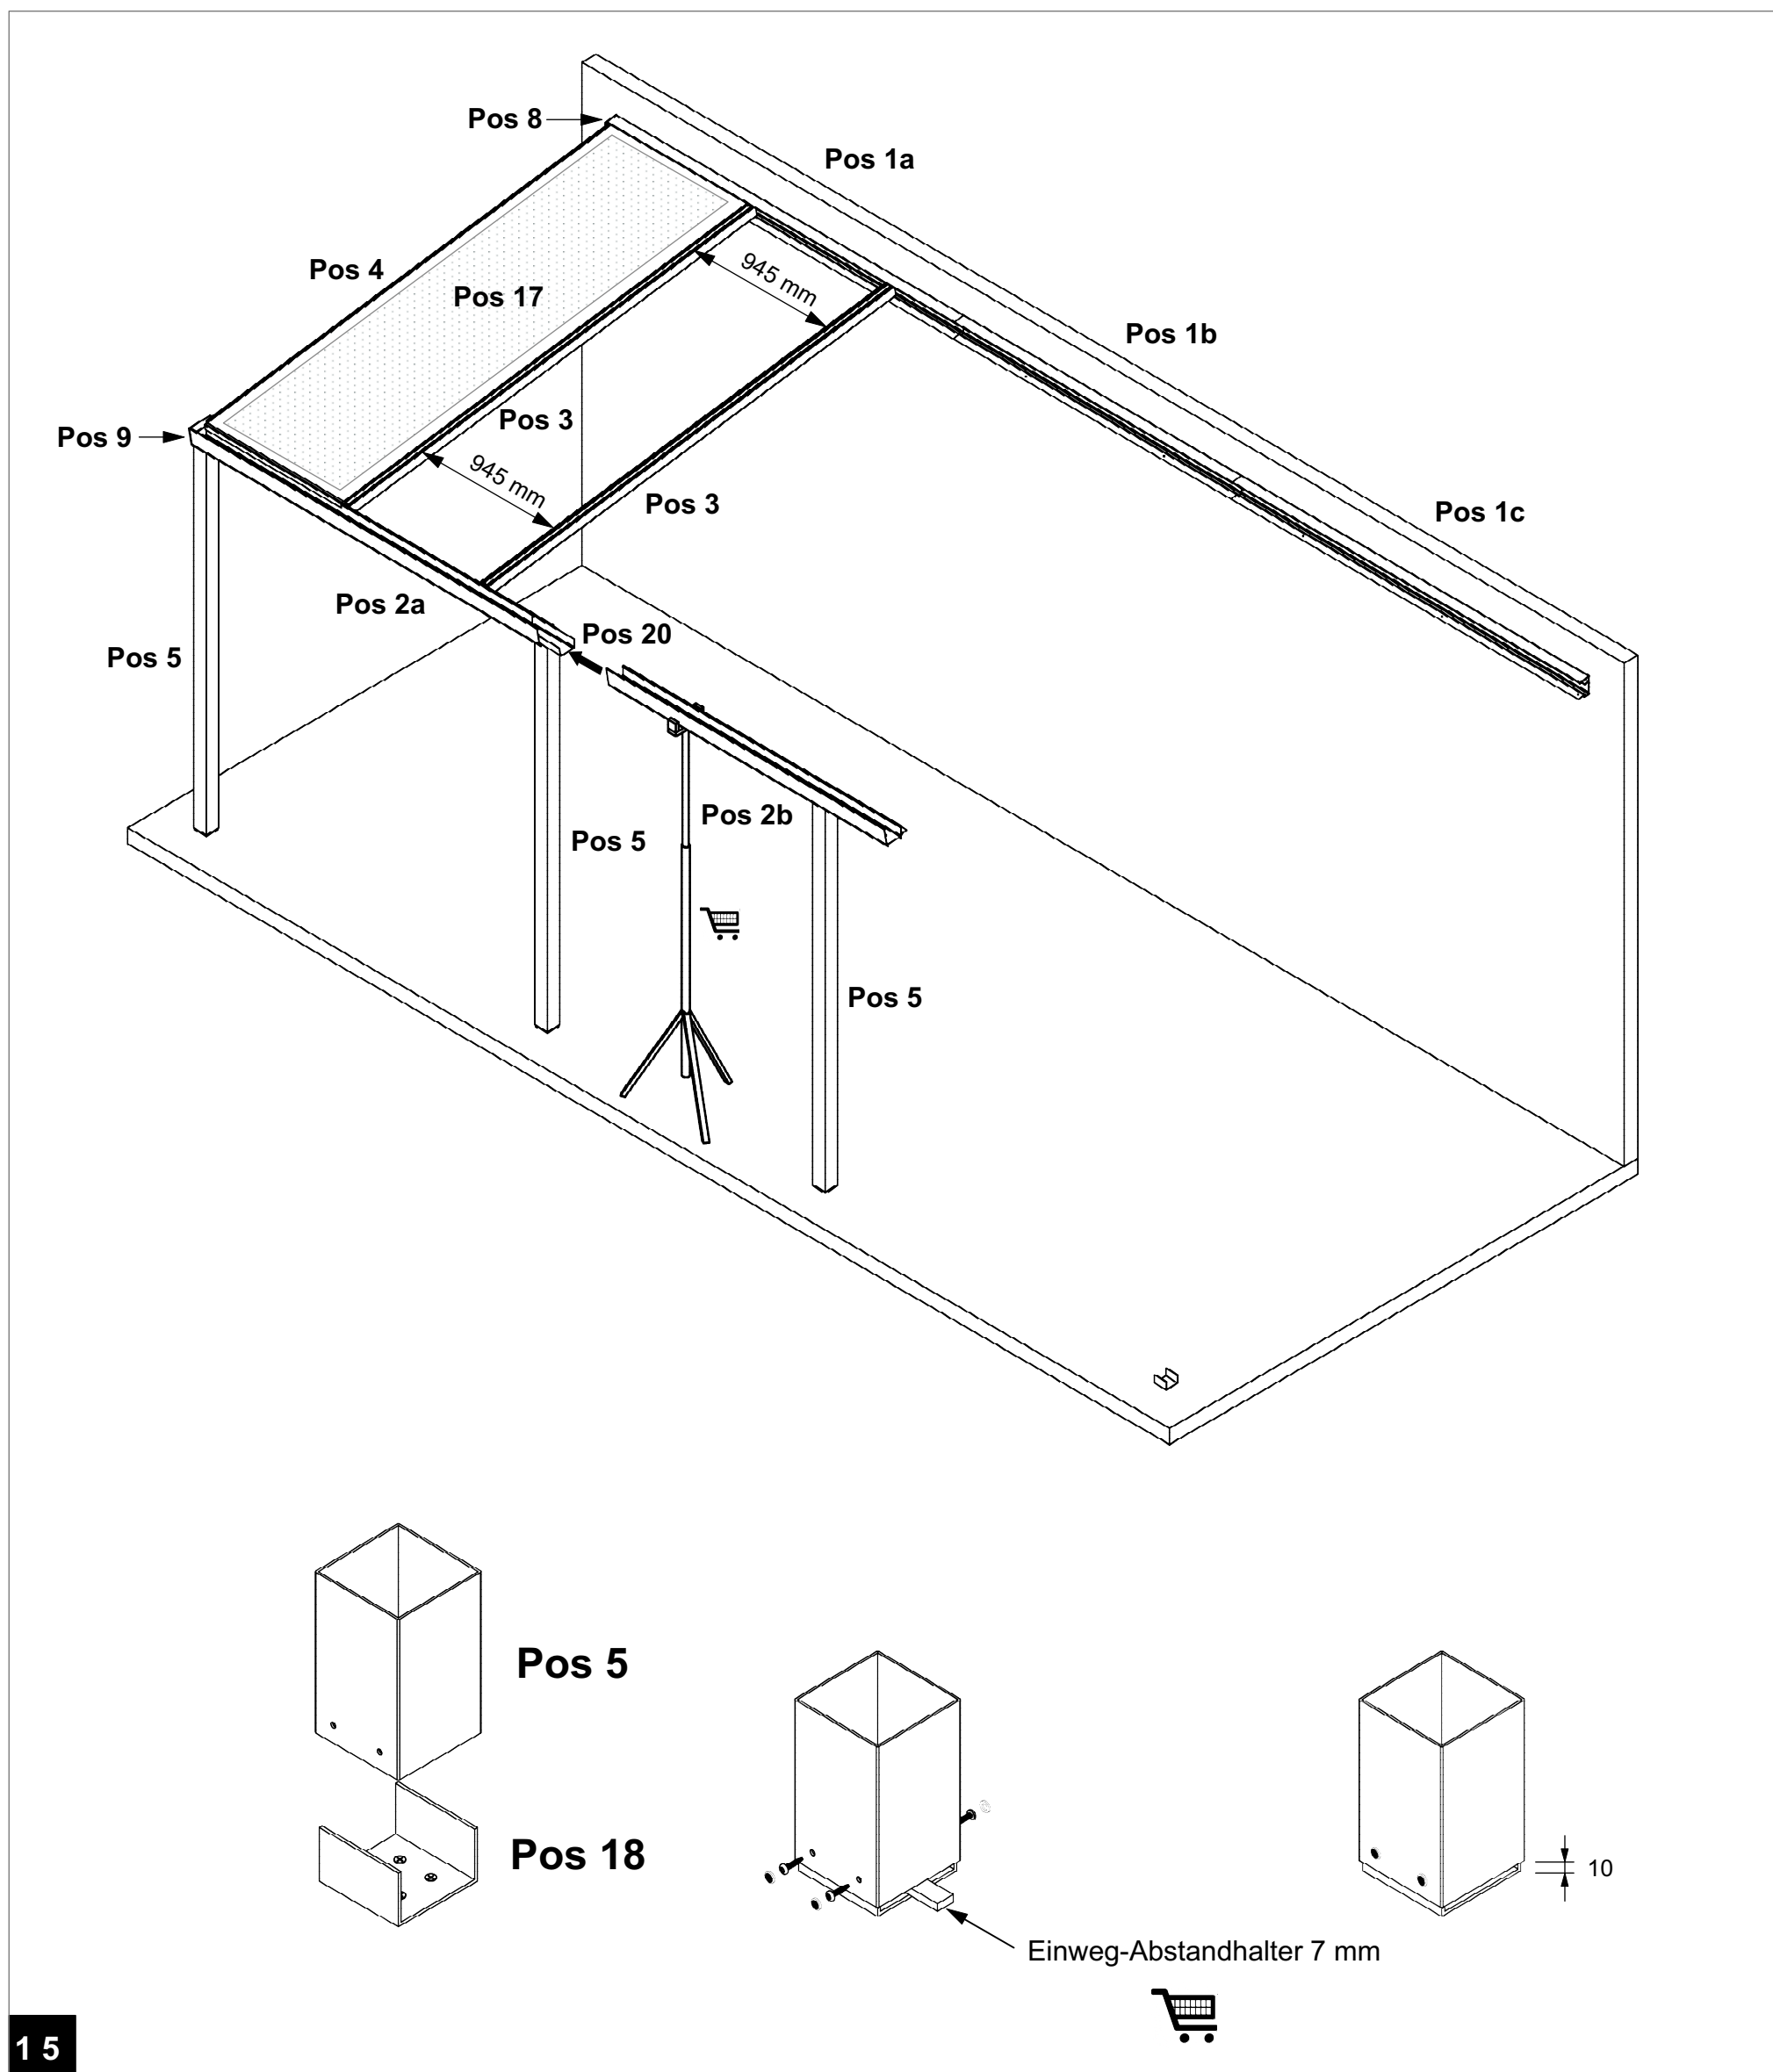 Pos 8
Pos 1a
Pos 4
945 mm
Pos 17
Pos 1b
Pos 3
Pos 9
945 mm
Pos 3
Pos 1c
Pos 2a
Pos 20
Pos 5
Pos 2b
Pos 5
Pos 5
Pos 5
Pos 18
10
Einweg-Abstandhalter 7 mm
1 5